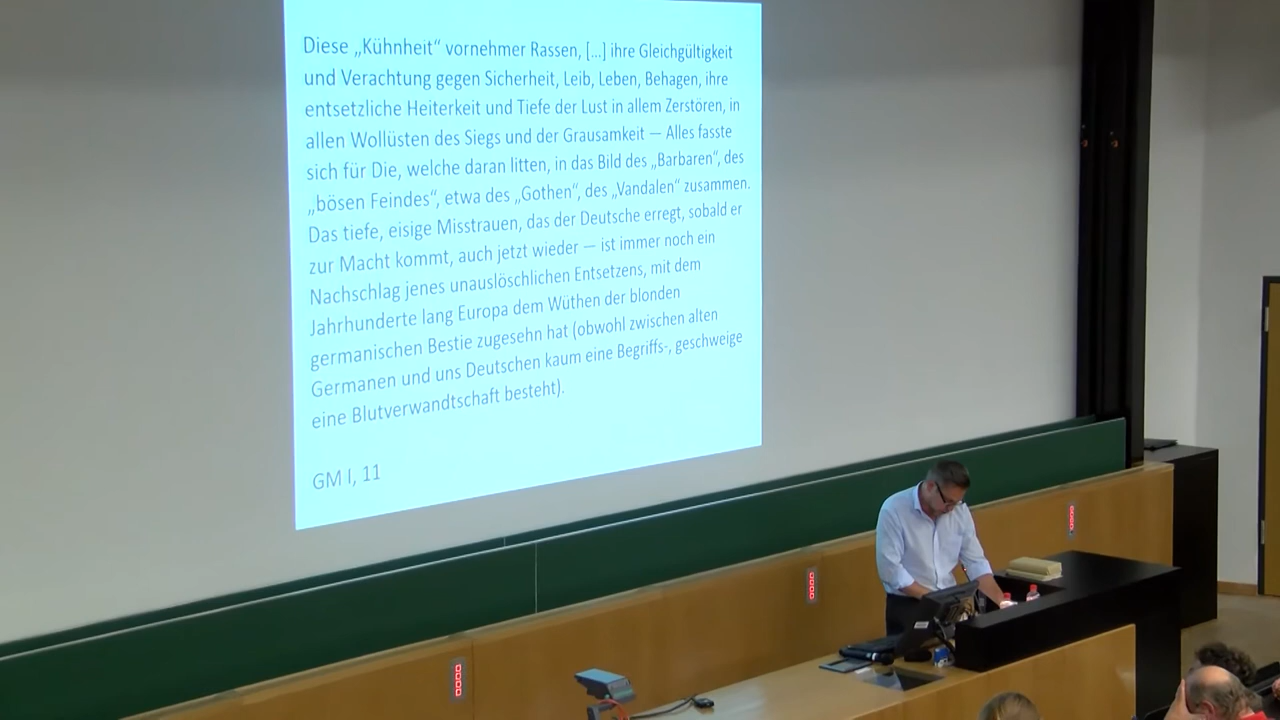 Diese „Kühnheit“ vornehmer Rassen, [...] ihre Gleichgültigkeit
und Verachtung gegen Sicherheit, Leib, Leben, Behagen, ihre
entsetzliche Heiterkeit und Tiefe der Lust in allem Zerstören, in
allen Wollüsten des Siegs und der Grausamkeit — Alles fasste
sich für Die, welche daran litten, in das Bild des „Barbaren“, des
„bösen Feindes“, etwa des „Gothen“, des „Vandalen“ zusammen.
Das tiefe, eisige Misstrauen, das der Deutsche erregt, sobald er
zur Macht kommt, auch jetzt wieder — ist immer noch ein
Nachschlag jenes unauslöschlichen Entsetzens, mit dem
Jahrhunderte lang Europa dem Wüthen der blonden
germanischen Bestie zugesehn hat (obwohl zwischen alten
Germanen und uns Deutschen kaum eine Begriffs-, geschweige
eine Blutverwandtschaft besteht).
GM I, 11